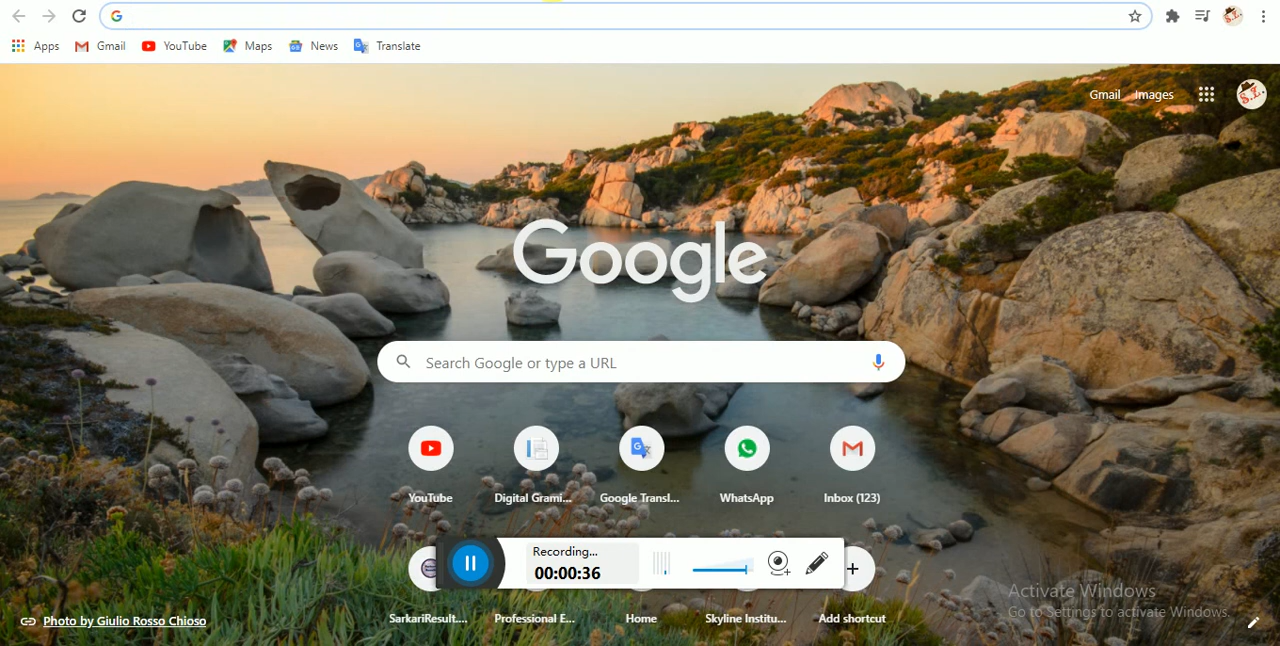 Apps Gmail YouTube Maps News Translate
Gmail Images
S.Z.
Google
Search Google or type a URL
YouTube Digital Grami... Google Transl... WhatsApp Inbox (123)
Recording...
00:00:36
SarkariResult.... Professional E... Home Skyline Institu... Add shortcut
Activate Windows
Go to Settings to activate Windows.
Photo by Giulio Rosso Chioso